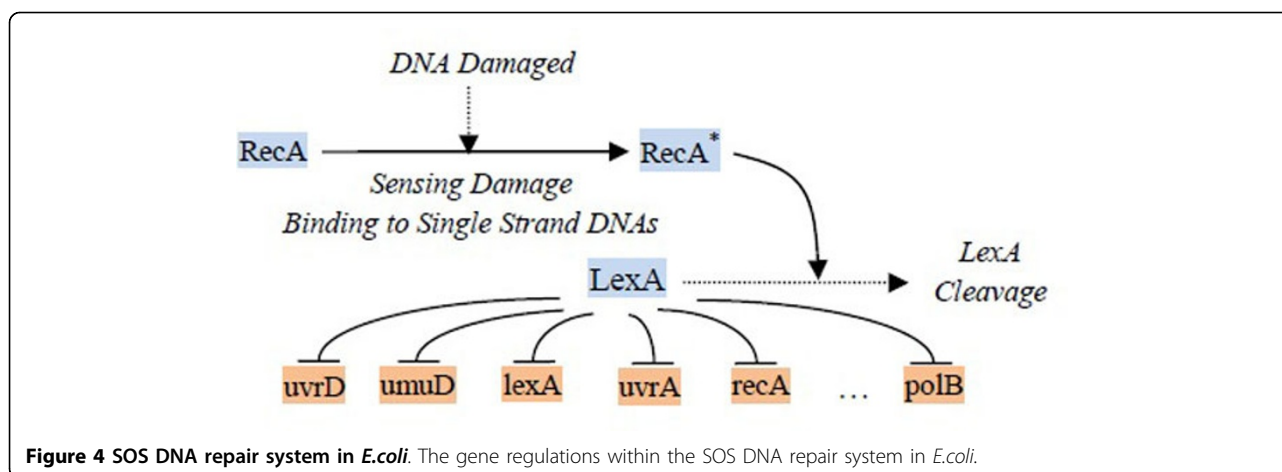 DNA Damaged
RecA
RecA*
Sensing Damage
Binding to Single Strand DNAs
LexA
LexA
Cleavage
uvrD umuD lexA uvrA recA ... polB
Figure 4 SOS DNA repair system in E.coli. The gene regulations within the SOS DNA repair system in E.coli.